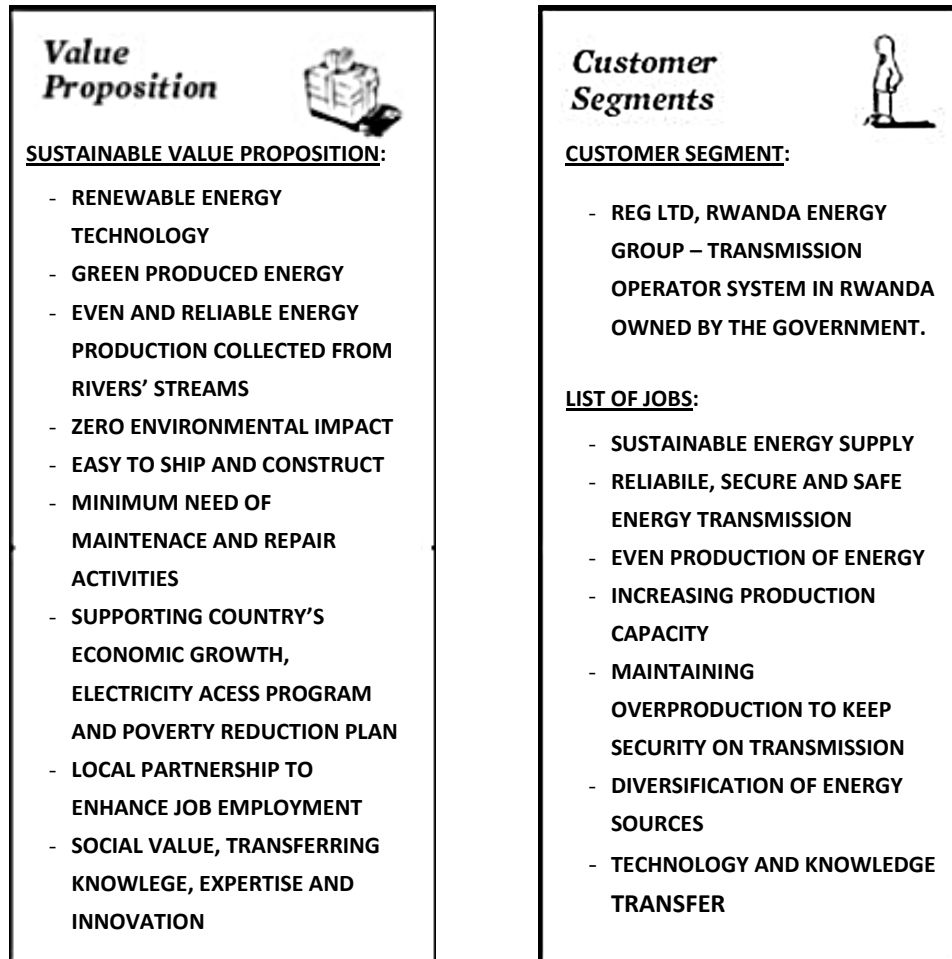 Value
Proposition
SUSTAINABLE VALUE PROPOSITION:
- RENEWABLE ENERGY
TECHNOLOGY
- GREEN PRODUCED ENERGY
- EVEN AND RELIABLE ENERGY
PRODUCTION COLLECTED FROM
RIVERS’ STREAMS
- ZERO ENVIRONMENTAL IMPACT
- EASY TO SHIP AND CONSTRUCT
- MINIMUM NEED OF
MAINTENACE AND REPAIR
ACTIVITIES
- SUPPORTING COUNTRY’S
ECONOMIC GROWTH,
ELECTRICITY ACESS PROGRAM
AND POVERTY REDUCTION PLAN
- LOCAL PARTNERSHIP TO
ENHANCE JOB EMPLOYMENT
- SOCIAL VALUE, TRANSFERRING
KNOWLEGE, EXPERTISE AND
INNOVATION
Customer
Segments
CUSTOMER SEGMENT:
- REG LTD, RWANDA ENERGY
GROUP – TRANSMISSION
OPERATOR SYSTEM IN RWANDA
OWNED BY THE GOVERNMENT.
LIST OF JOBS:
- SUSTAINABLE ENERGY SUPPLY
- RELIABILE, SECURE AND SAFE
ENERGY TRANSMISSION
- EVEN PRODUCTION OF ENERGY
- INCREASING PRODUCTION
CAPACITY
- MAINTAINING
OVERPRODUCTION TO KEEP
SECURITY ON TRANSMISSION
- DIVERSIFICATION OF ENERGY
SOURCES
- TECHNOLOGY AND KNOWLEDGE
TRANSFER